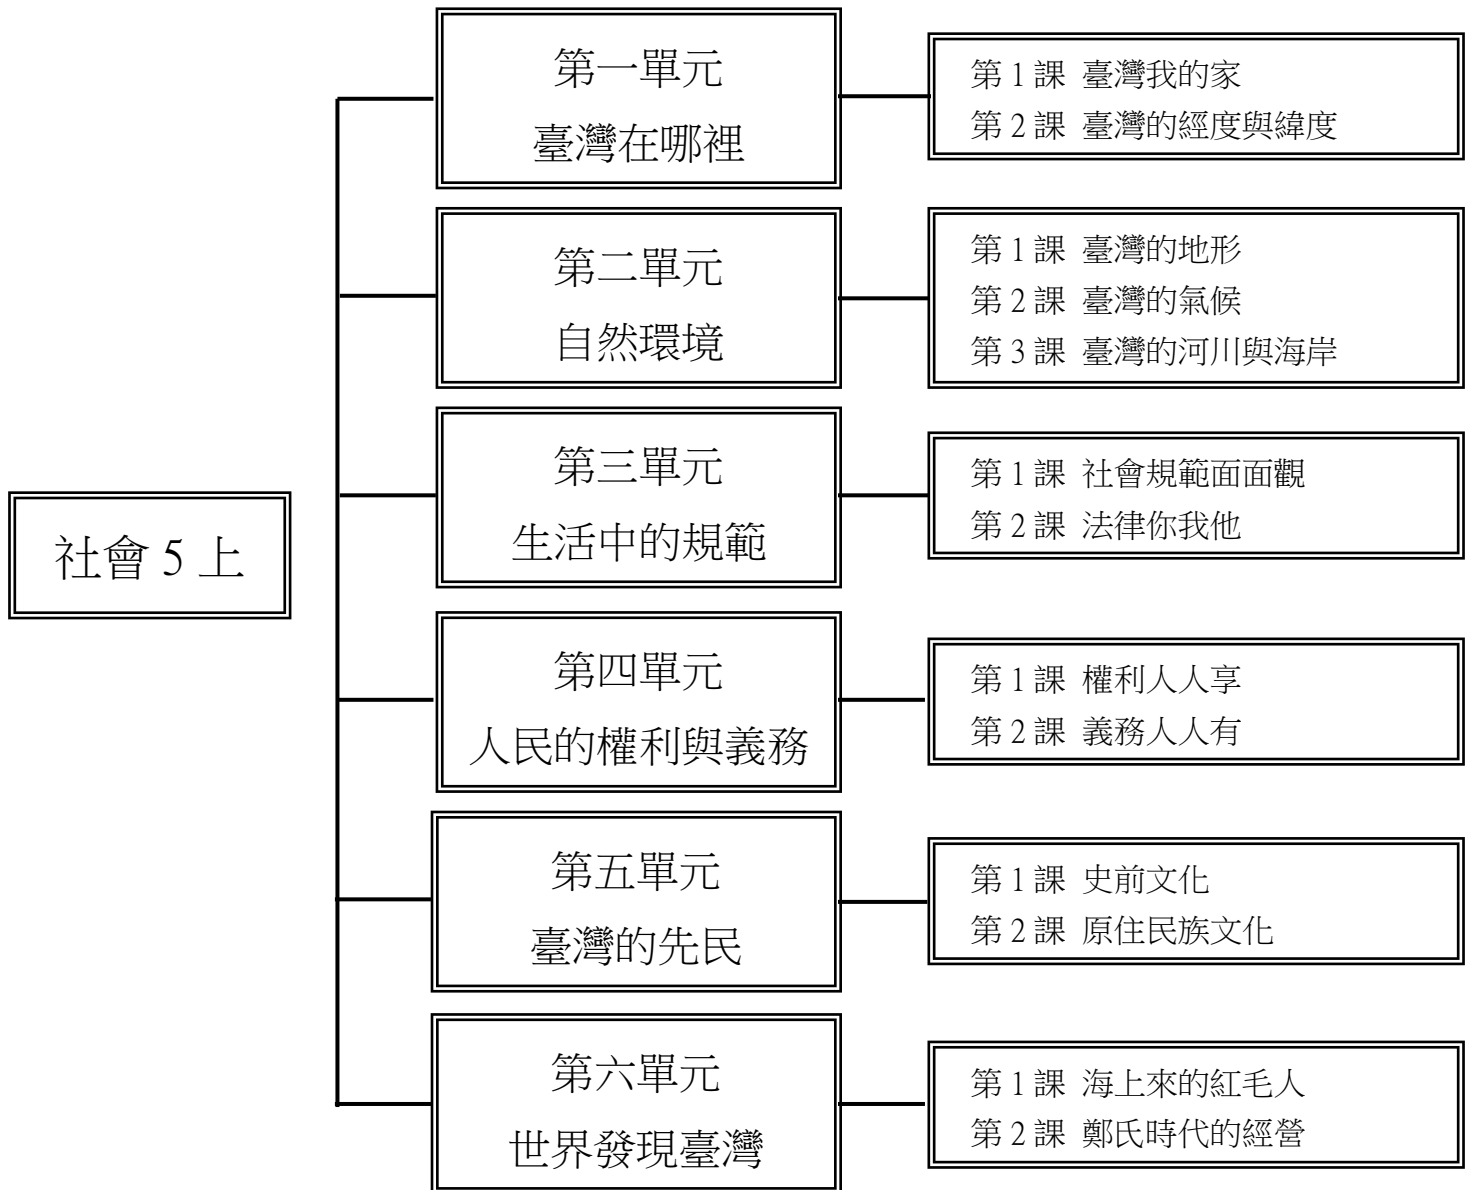 社會 5 上
第一單元
臺灣在哪裡
第 1 課 臺灣我的家
第 2 課 臺灣的經度與緯度
第二單元
自然環境
第 1 課 臺灣的地形
第 2 課 臺灣的氣候
第 3 課 臺灣的河川與海岸
第三單元
生活中的規範
第 1 課 社會規範面面觀
第 2 課 法律你我他
第四單元
人民的權利與義務
第 1 課 權利人人享
第 2 課 義務人人有
第五單元
臺灣的先民
第 1 課 史前文化
第 2 課 原住民族文化
第六單元
世界發現臺灣
第 1 課 海上來的紅毛人
第 2 課 鄭氏時代的經營